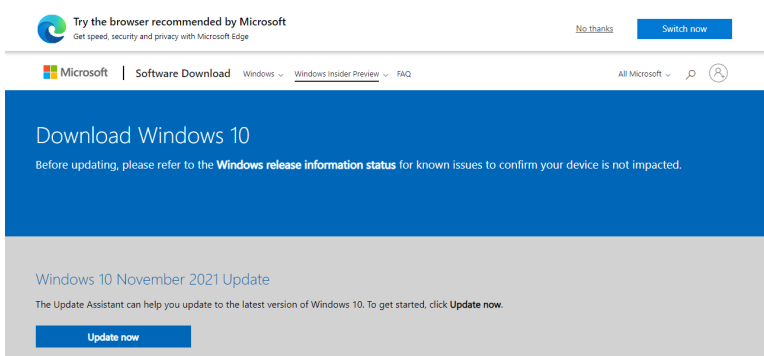 Try the browser recommended by Microsoft
Get speed, security and privacy with Microsoft Edge
No thanks
Switch now
Microsoft
Software Download
Windows
Windows Insider Preview
FAQ
All Microsoft
Download Windows 10
Before updating, please refer to the Windows release information status for known issues to confirm your device is not impacted.
Windows 10 November 2021 Update
The Update Assistant can help you update to the latest version of Windows 10. To get started, click Update now.
Update now